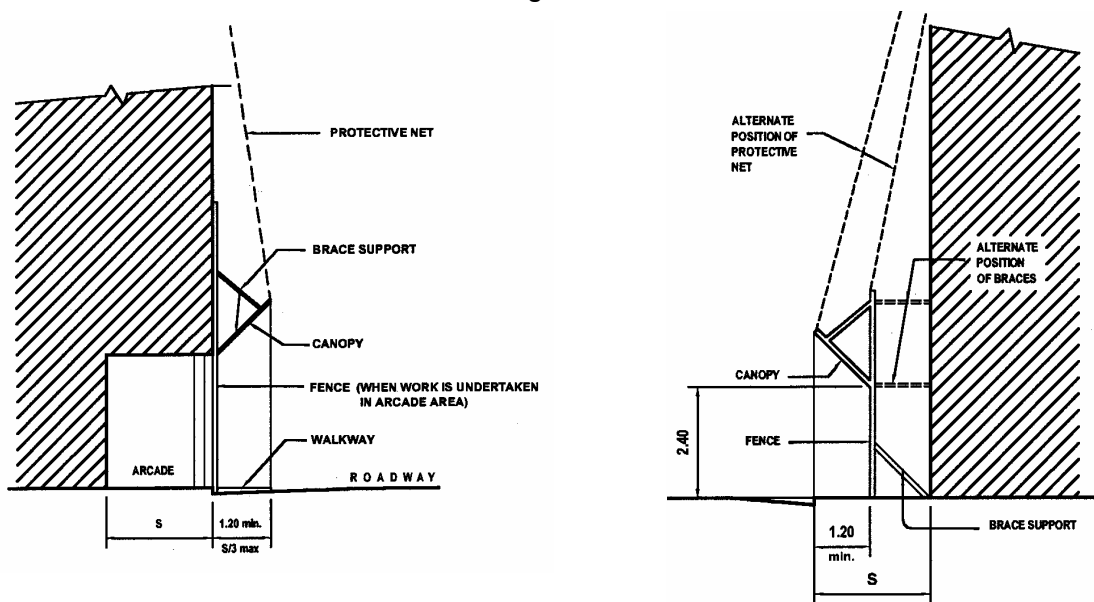 PROTECTIVE NET
BRACE SUPPORT
CANOPY
FENCE (WHEN WORK IS UNDERTAKEN
IN ARCADE AREA)
WALKWAY
ARCADE
ROADWAY
S
1.20 min.
S/3 max
ALTERNATE
POSITION OF
PROTECTIVE
NET
ALTERNATE
POSITION
OF BRACES
CANOPY
2.40
FENCE
BRACE SUPPORT
1.20
min.
S